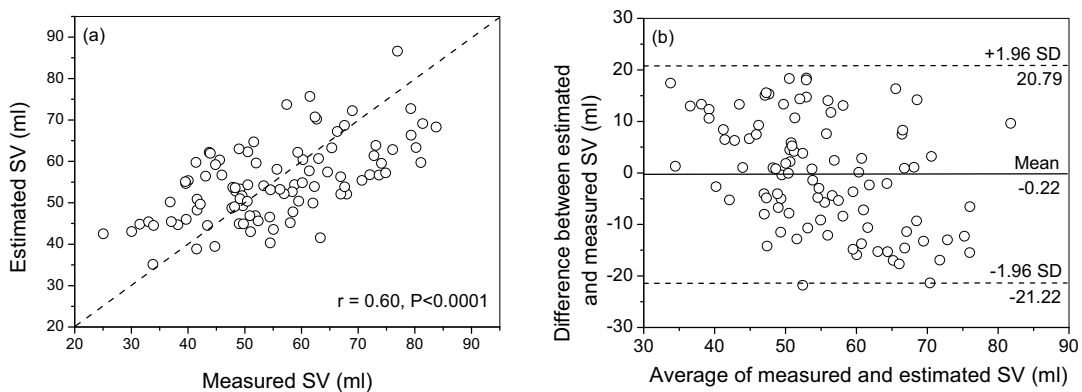 (a)
90
80
70
60
50
40
30
20
20 30 40 50 60 70 80 90
Estimated SV (ml)
Measured SV (ml)
r = 0.60, P<0.0001
(b)
30
20
10
0
-10
-20
-30
30 40 50 60 70 80 90
Difference between estimated
and measured SV (ml)
Average of measured and estimated SV (ml)
+1.96 SD
20.79
Mean
-0.22
-1.96 SD
-21.22